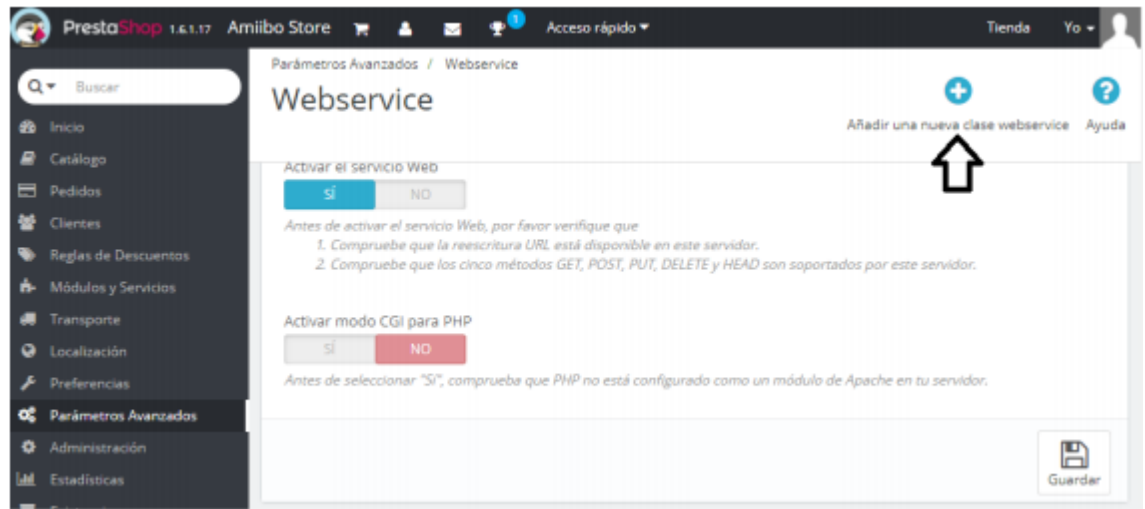 PrestaShop 1.6.1.17 Amiibo Store 1 Acceso rápido Tienda Yo
Buscar
Inicio
Catálogo
Pedidos
Clientes
Reglas de Descuentos
Módulos y Servicios
Transporte
Localización
Preferencias
Parámetros Avanzados
Administración
Estadísticas
Parámetros Avanzados / Webservice
Webservice
Añadir una nueva clase webservice
? Ayuda
Activar el servicio Web
SÍ NO
Antes de activar el servicio Web, por favor verifique que
1. Compruebe que la reescritura URL está disponible en este servidor.
2. Compruebe que los cinco métodos GET, POST, PUT, DELETE y HEAD son soportados por este servidor.
Activar modo CGI para PHP
SÍ NO
Antes de seleccionar "Sí", comprueba que PHP no está configurado como un módulo de Apache en tu servidor.
Guardar